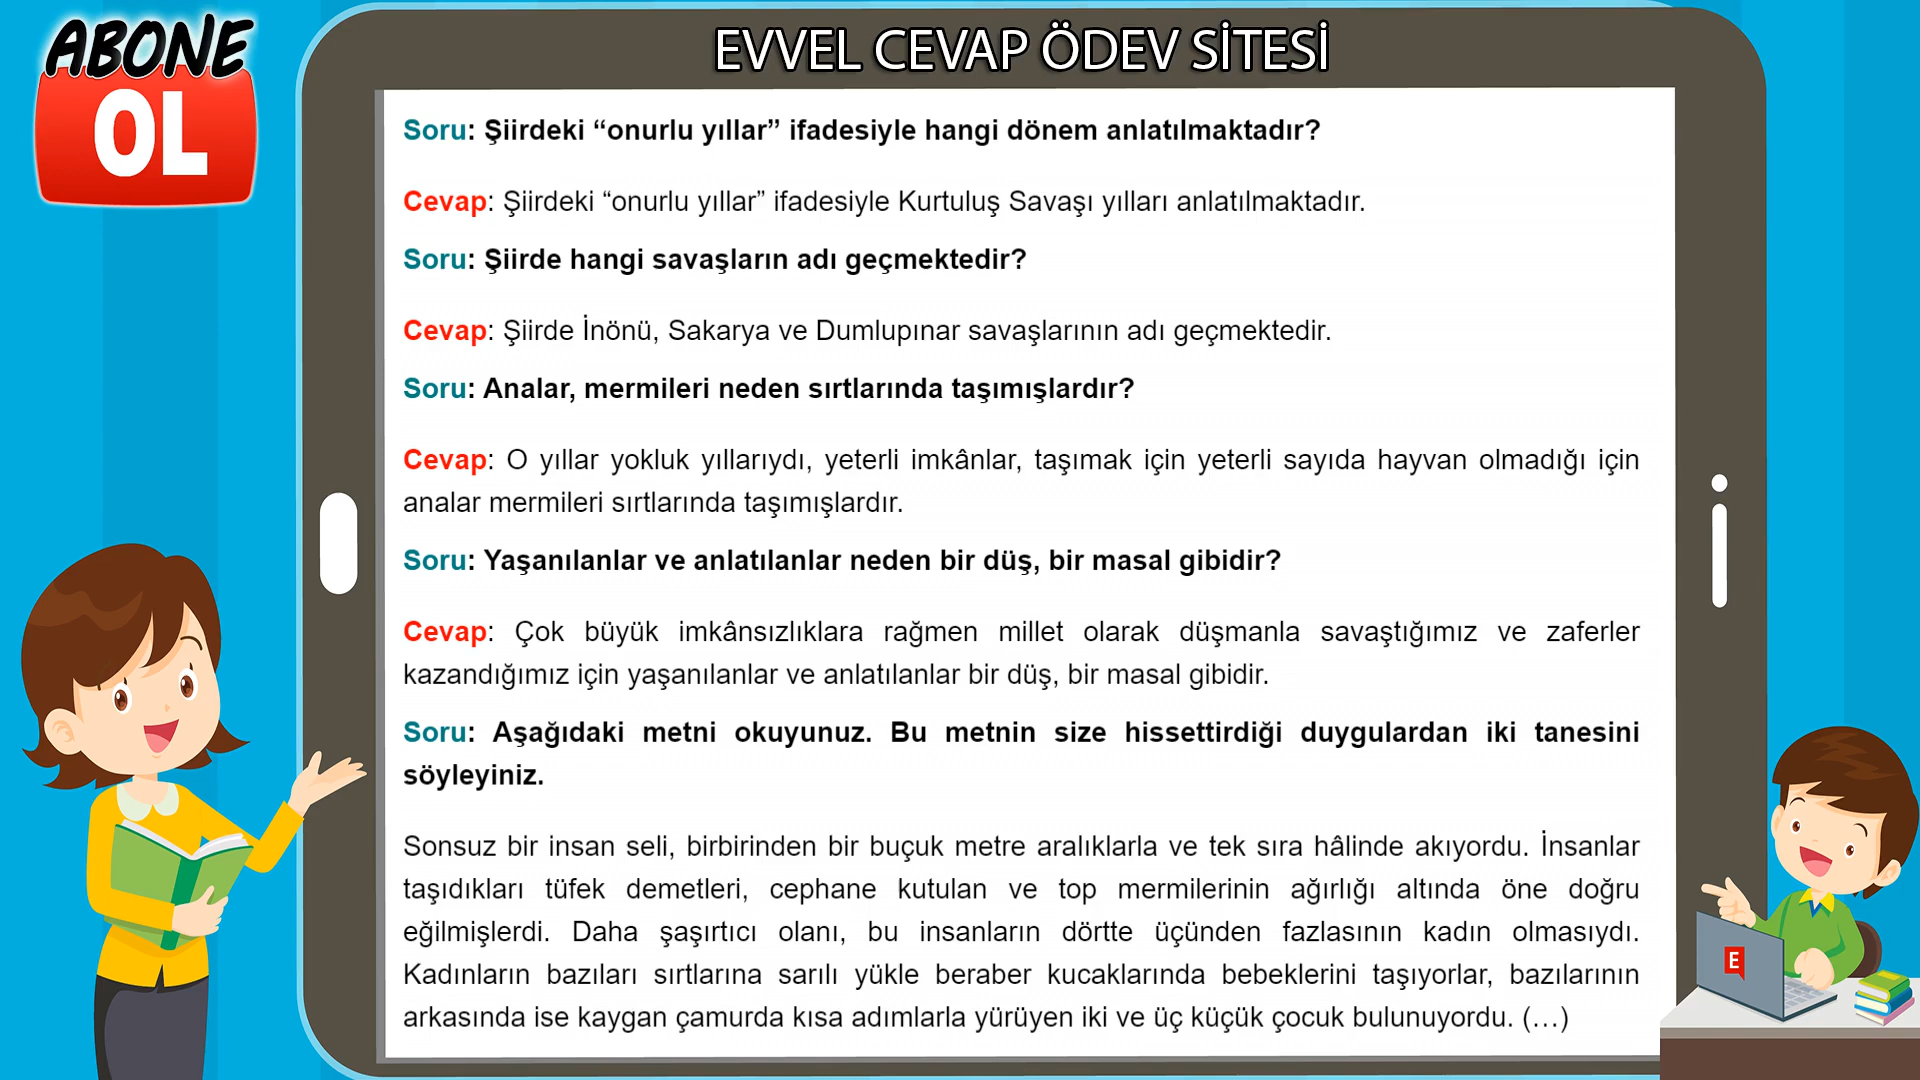 ABONE
OL
EVVEL CEVAP ÖDEV SİTESİ
Soru: Şiirdeki “onurlu yıllar” ifadesiyle hangi dönem anlatılmaktadır?
Cevap: Şiirdeki “onurlu yıllar” ifadesiyle Kurtuluş Savaşı yılları anlatılmaktadır.
Soru: Şiirde hangi savaşların adı geçmektedir?
Cevap: Şiirde İnönü, Sakarya ve Dumlupınar savaşlarının adı geçmektedir.
Soru: Analar, mermileri neden sırtlarında taşımışlardır?
Cevap: O yıllar yokluk yıllarıydı, yeterli imkânlar, taşımak için yeterli sayıda hayvan olmadığı için
analar mermileri sırtlarında taşımışlardır.
Soru: Yaşanılanlar ve anlatılanlar neden bir düş, bir masal gibidir?
Cevap: Çok büyük imkânsızlıklara rağmen millet olarak düşmanla savaştığımız ve zaferler
kazandığımız için yaşanılanlar ve anlatılanlar bir düş, bir masal gibidir.
Soru: Aşağıdaki metni okuyunuz. Bu metnin size hissettirdiği duygulardan iki tanesini
söyleyiniz.
Sonsuz bir insan seli, birbirinden bir buçuk metre aralıklarla ve tek sıra hâlinde akıyordu. İnsanlar
taşıdıkları tüfek demetleri, cephane kutulan ve top mermilerinin ağırlığı altında öne doğru
eğilmişlerdi. Daha şaşırtıcı olanı, bu insanların dörtte üçünden fazlasının kadın olmasıydı.
Kadınların bazıları sırtlarına sarılı yükle beraber kucaklarında bebeklerini taşıyorlar, bazılarının
arkasında ise kaygan çamurda kısa adımlarla yürüyen iki ve üç küçük çocuk bulunuyordu. (…)
E